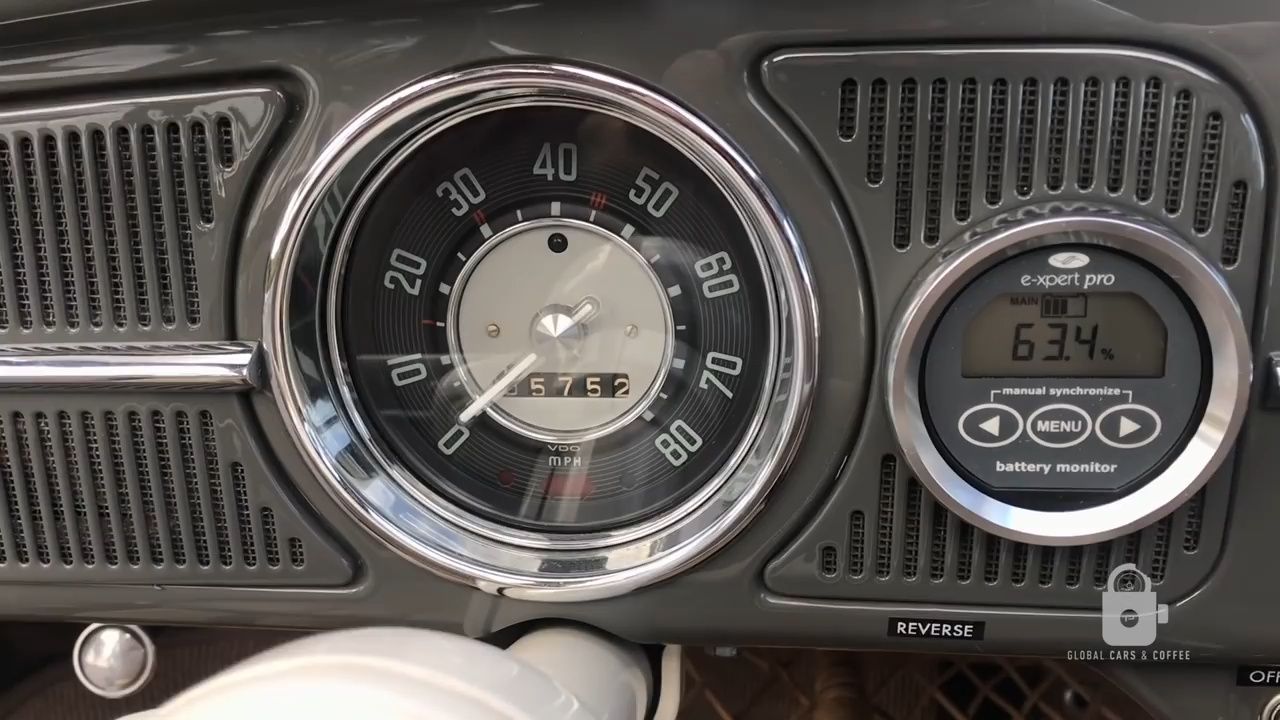 10
20
30
40
50
60
70
80
0
5752
VDO
MPH
e-xpert pro
MAIN
63.4%
manual synchronize
MENU
battery monitor
REVERSE
GLOBAL CARS & COFFEE